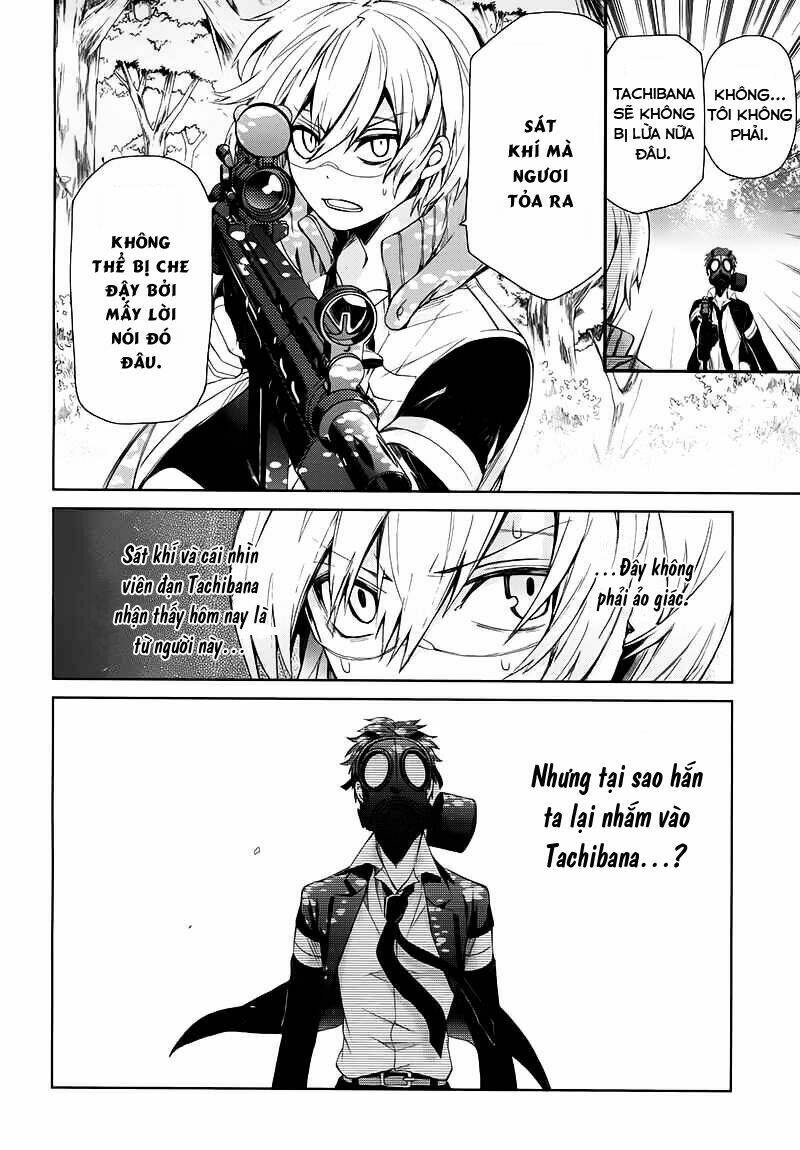 KHÔNG...
TÔI KHÔNG
PHẢI.
TACHIBANA
SẼ KHÔNG
BỊ LỪA NỮA
ĐÂU.
SÁT
KHÍ MÀ
NGƯƠI
TỎA RA
KHÔNG
THỂ BỊ CHE
ĐẬY BỞI
MẤY LỜI
NÓI ĐÓ
ĐÂU.
...Đây không
phải ảo giác.
Sát khí và cái nhìn
viên đạn Tachibana
nhận thấy hôm nay là
từ người này...
Nhưng tại sao hắn
ta lại nhắm vào
Tachibana...?